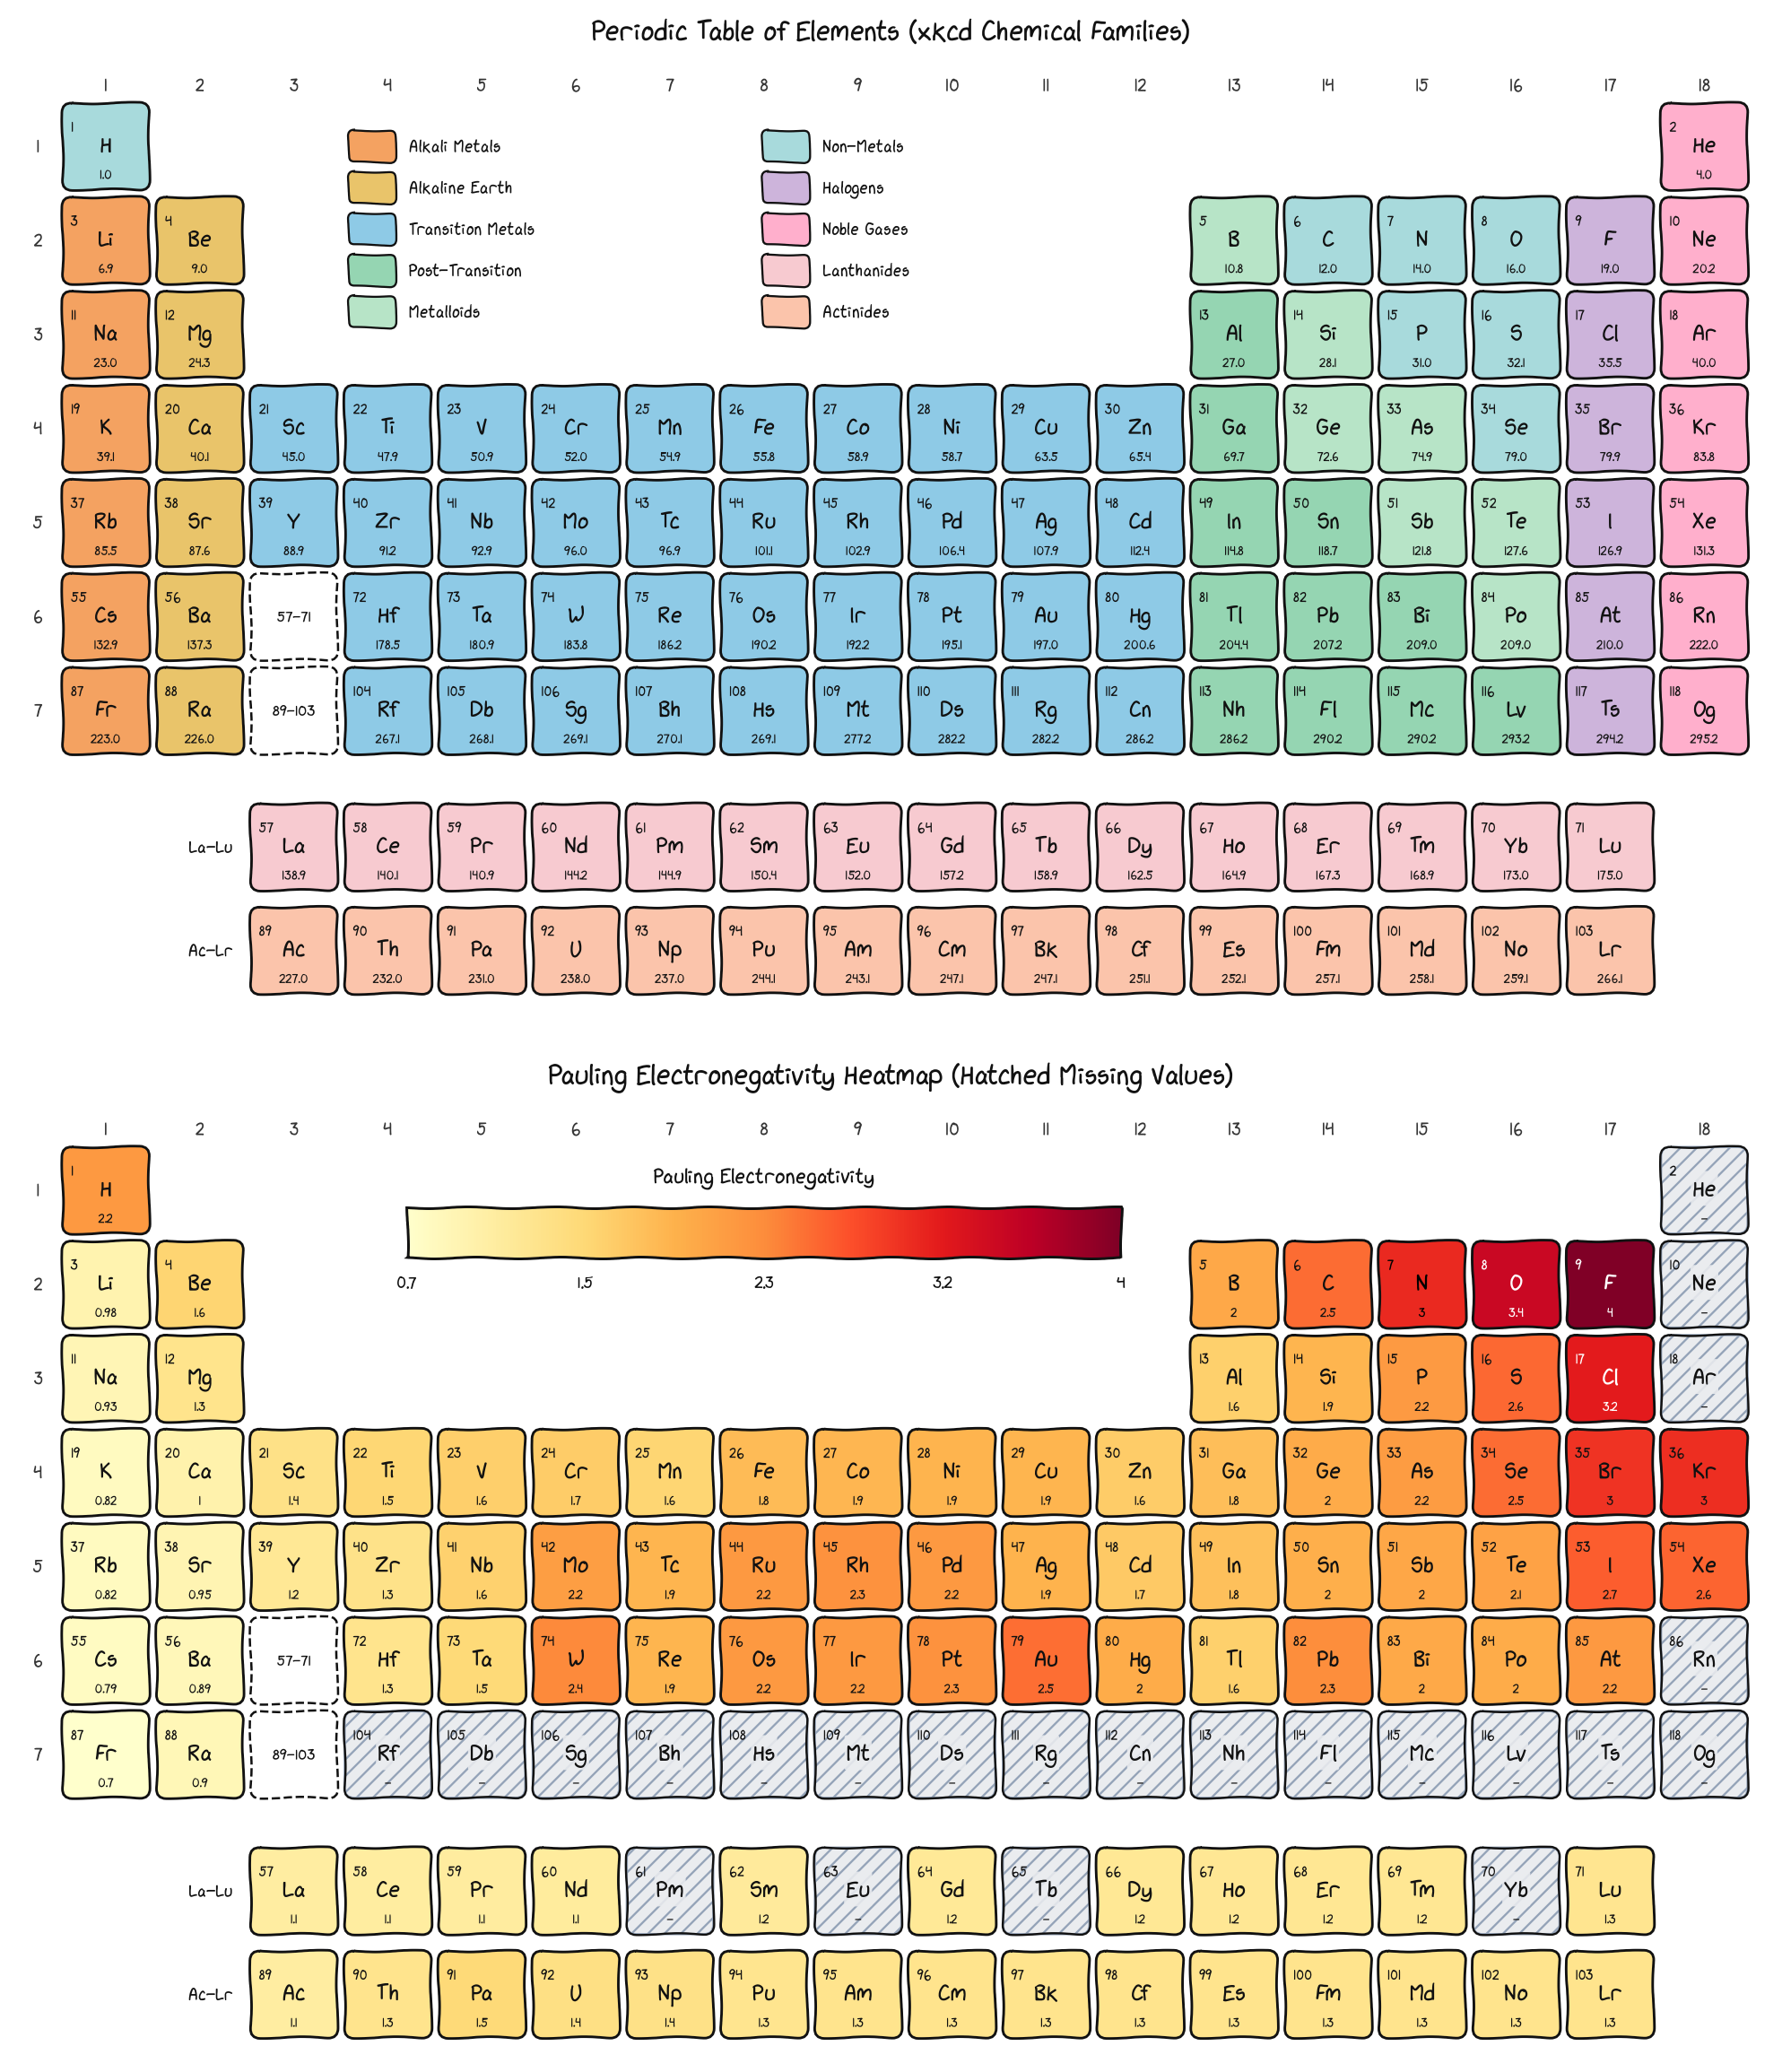 Periodic Table of Elements (xkcd Chemical Families)
1 2 3 4 5 6 7 8 9 10 11 12 13 14 15 16 17 18
1 2
1 H Alkali Metals Non-Metals He
1.0 4.0
Alkaline Earth Halogens
3 4 5 6 7 8 9 10
2 Li Be Transition Metals Noble Gases B C N O F Ne
6.9 9.0 10.8 12.0 14.0 16.0 19.0 20.2
Post-Transition Lanthanides
11 12 Metalloids Actinides 13 14 15 16 17 18
3 Na Mg Al Si P S Cl Ar
23.0 24.3 27.0 28.1 31.0 32.1 35.5 40.0
19 20 21 22 23 24 25 26 27 28 29 30 31 32 33 34 35 36
4 K Ca Sc Ti V Cr Mn Fe Co Ni Cu Zn Ga Ge As Se Br Kr
39.1 40.1 45.0 47.9 50.9 52.0 54.9 55.8 58.9 58.7 63.5 65.4 69.7 72.6 74.9 79.0 79.9 83.8
37 38 39 40 41 42 43 44 45 46 47 48 49 50 51 52 53 54
5 Rb Sr Y Zr Nb Mo Tc Ru Rh Pd Ag Cd In Sn Sb Te I Xe
85.5 87.6 88.9 91.2 92.9 96.0 96.9 101.1 102.9 106.4 107.9 112.4 114.8 118.7 121.8 127.6 126.9 131.3
55 56 72 73 74 75 76 77 78 79 80 81 82 83 84 85 86
6 Cs Ba 57-71 Hf Ta W Re Os Ir Pt Au Hg Tl Pb Bi Po At Rn
132.9 137.3 178.5 180.9 183.8 186.2 190.2 192.2 195.1 197.0 200.6 204.4 207.2 209.0 209.0 210.0 222.0
87 88 104 105 106 107 108 109 110 111 112 113 114 115 116 117 118
7 Fr Ra 89-103 Rf Db Sg Bh Hs Mt Ds Rg Cn Nh Fl Mc Lv Ts Og
223.0 226.0 267.1 268.1 269.1 270.1 269.1 277.2 282.2 282.2 286.2 286.2 290.2 290.2 293.2 294.2 295.2
57 58 59 60 61 62 63 64 65 66 67 68 69 70 71
La-Lu La Ce Pr Nd Pm Sm Eu Gd Tb Dy Ho Er Tm Yb Lu
138.9 140.1 140.9 144.2 144.9 150.4 152.0 157.2 158.9 162.5 164.9 167.3 168.9 173.0 175.0
89 90 91 92 93 94 95 96 97 98 99 100 101 102 103
Ac-Lr Ac Th Pa U Np Pu Am Cm Bk Cf Es Fm Md No Lr
227.0 232.0 231.0 238.0 237.0 244.1 243.1 247.1 247.1 251.1 252.1 257.1 258.1 259.1 266.1
Pauling Electronegativity Heatmap (Hatched Missing Values)
1 2 3 4 5 6 7 8 9 10 11 12 13 14 15 16 17 18
1 2
1 H Pauling Electronegativity He
2.2 –
3 4 5 6 7 8 9 10
2 Li Be 0.7 1.5 2.3 3.2 4 B C N O F Ne
0.98 1.6 2 2.5 3 3.4 4 –
11 12 13 14 15 16 17 18
3 Na Mg Al Si P S Cl Ar
0.93 1.3 1.6 1.9 2.2 2.6 3.2 –
19 20 21 22 23 24 25 26 27 28 29 30 31 32 33 34 35 36
4 K Ca Sc Ti V Cr Mn Fe Co Ni Cu Zn Ga Ge As Se Br Kr
0.82 1 1.4 1.5 1.6 1.7 1.6 1.8 1.9 1.9 1.9 1.6 1.8 2 2.2 2.5 3 3
37 38 39 40 41 42 43 44 45 46 47 48 49 50 51 52 53 54
5 Rb Sr Y Zr Nb Mo Tc Ru Rh Pd Ag Cd In Sn Sb Te I Xe
0.82 0.95 1.2 1.3 1.6 2.2 1.9 2.2 2.3 2.2 1.9 1.7 1.8 2 2 2.1 2.7 2.6
55 56 72 73 74 75 76 77 78 79 80 81 82 83 84 85 86
6 Cs Ba 57-71 Hf Ta W Re Os Ir Pt Au Hg Tl Pb Bi Po At Rn
0.79 0.89 1.3 1.5 2.4 1.9 2.2 2.2 2.3 2.5 2 1.6 2.3 2 2 2.2 –
87 88 104 105 106 107 108 109 110 111 112 113 114 115 116 117 118
7 Fr Ra 89-103 Rf Db Sg Bh Hs Mt Ds Rg Cn Nh Fl Mc Lv Ts Og
0.7 0.9 – – – – – – – – – – – – – – –
57 58 59 60 61 62 63 64 65 66 67 68 69 70 71
La-Lu La Ce Pr Nd Pm Sm Eu Gd Tb Dy Ho Er Tm Yb Lu
1.1 1.1 1.1 1.1 – 1.2 – 1.2 – 1.2 1.2 1.2 1.2 – 1.3
89 90 91 92 93 94 95 96 97 98 99 100 101 102 103
Ac-Lr Ac Th Pa U Np Pu Am Cm Bk Cf Es Fm Md No Lr
1.1 1.3 1.5 1.4 1.4 1.3 1.3 1.3 1.3 1.3 1.3 1.3 1.3 1.3 1.3